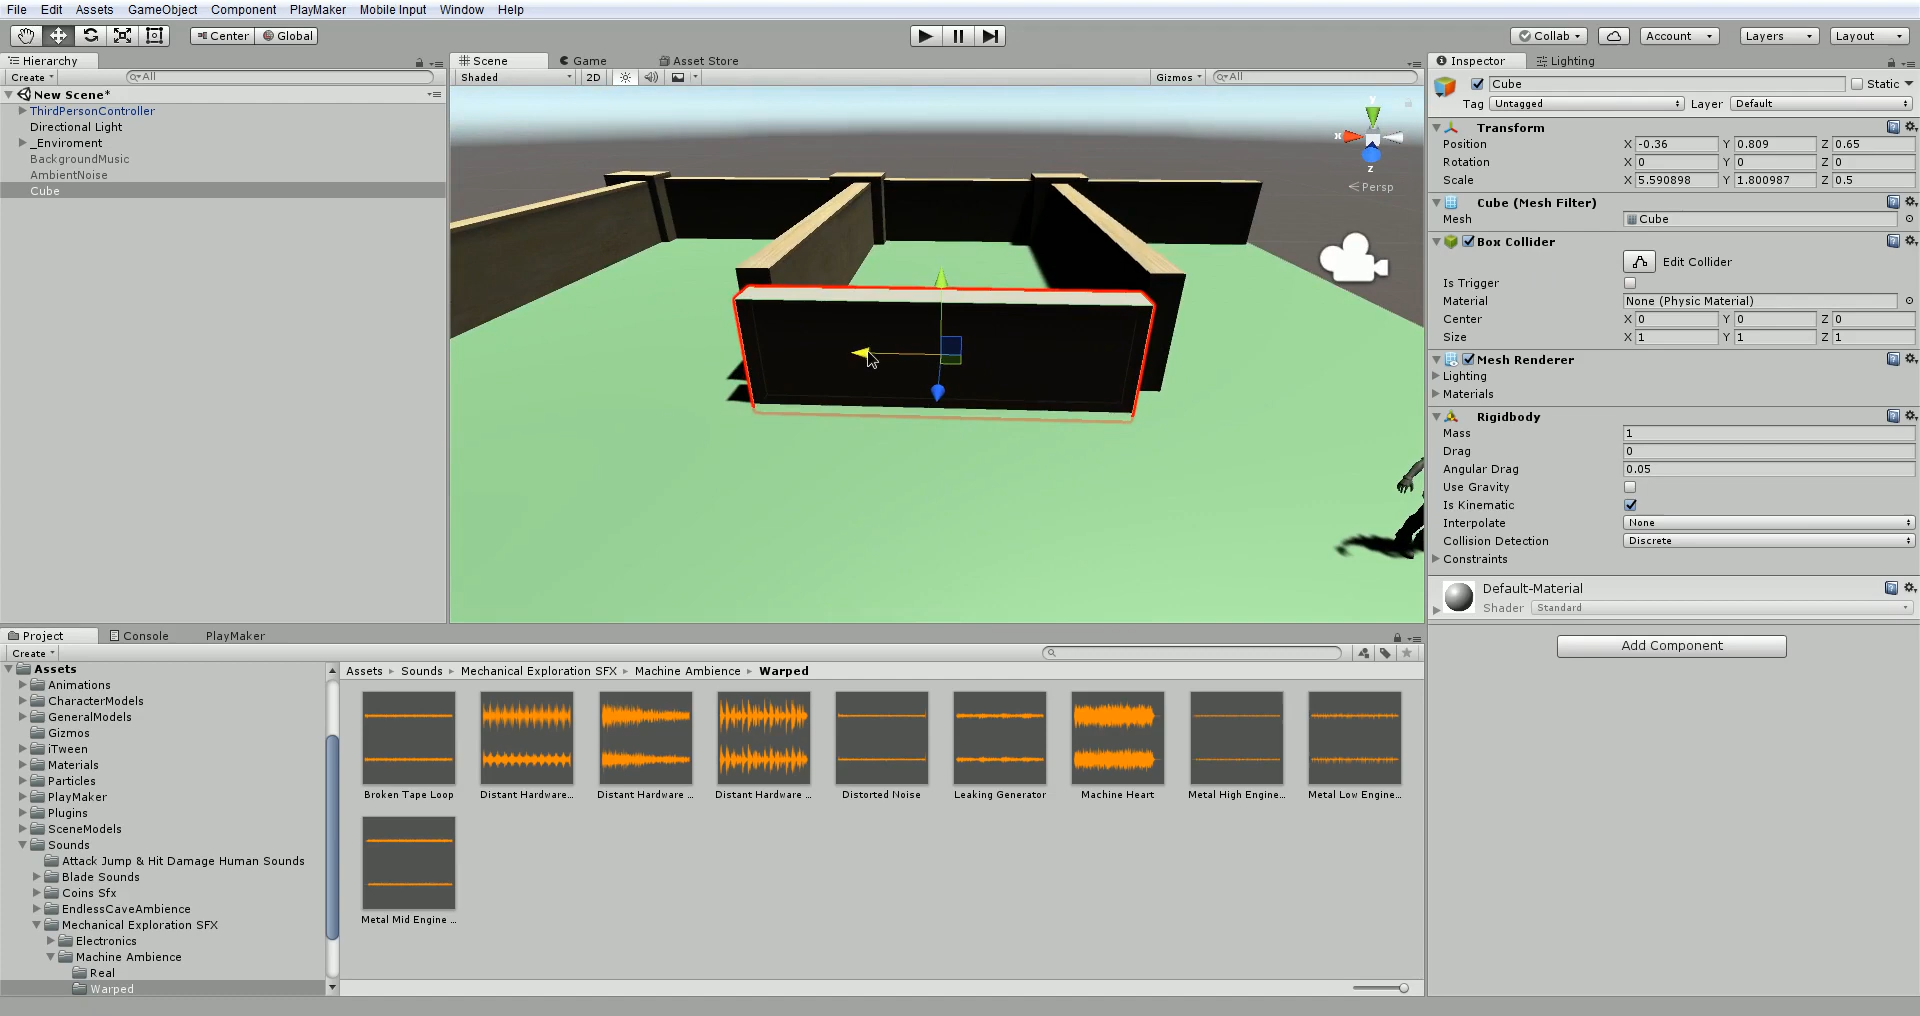 File Edit Assets GameObject Component PlayMaker Mobile Input Window Help
Center Global Collab Account Layers Layout
Hierarchy
Create All
New Scene*
ThirdPersonController
Directional Light
_Enviroment
BackgroundMusic
AmbientNoise
Cube
Scene Game Asset Store
Shaded 2D Gizmos All
y
x
z
Persp
Inspector Lighting
Cube Static
Tag Untagged Layer Default
Transform
Position X -0.36 Y 0.809 Z 0.65
Rotation X 0 Y 0 Z 0
Scale X 5.590898 Y 1.800987 Z 0.5
Cube (Mesh Filter)
Mesh Cube
Box Collider
Edit Collider
Is Trigger
Material None (Physic Material)
Center X 0 Y 0 Z 0
Size X 1 Y 1 Z 1
Mesh Renderer
Lighting
Materials
Rigidbody
Mass 1
Drag 0
Angular Drag 0.05
Use Gravity
Is Kinematic
Interpolate None
Collision Detection Discrete
Constraints
Default-Material
Shader Standard
Add Component
Project Console PlayMaker
Create
Assets
Animations
CharacterModels
GeneralModels
Gizmos
iTween
Materials
Particles
PlayMaker
Plugins
SceneModels
Sounds
Attack Jump & Hit Damage Human Sounds
Blade Sounds
Coins Sfx
EndlessCaveAmbience
Mechanical Exploration SFX
Electronics
Machine Ambience
Real
Warped
Assets Sounds Mechanical Exploration SFX Machine Ambience Warped
Broken Tape Loop Distant Hardware... Distant Hardware ... Distant Hardware ... Distorted Noise Leaking Generator Machine Heart Metal High Engine... Metal Low Engine...
Metal Mid Engine ...